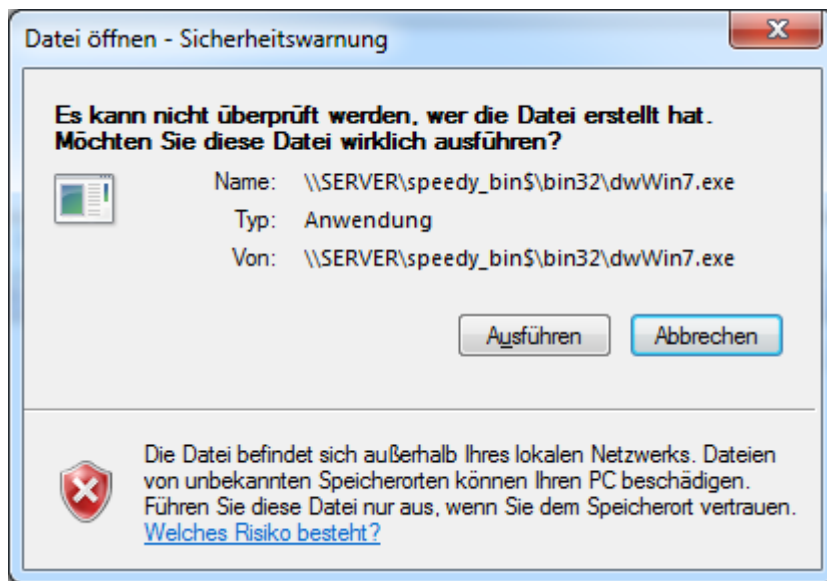 Datei öffnen - Sicherheitswarnung
Es kann nicht überprüft werden, wer die Datei erstellt hat.
Möchten Sie diese Datei wirklich ausführen?
Name: \\SERVER\speedy_bin$\bin32\dwWin7.exe
Typ: Anwendung
Von: \\SERVER\speedy_bin$\bin32\dwWin7.exe
Ausführen Abbrechen
Die Datei befindet sich außerhalb Ihres lokalen Netzwerks. Dateien
von unbekannten Speicherorten können Ihren PC beschädigen.
Führen Sie diese Datei nur aus, wenn Sie dem Speicherort vertrauen.
Welches Risiko besteht?